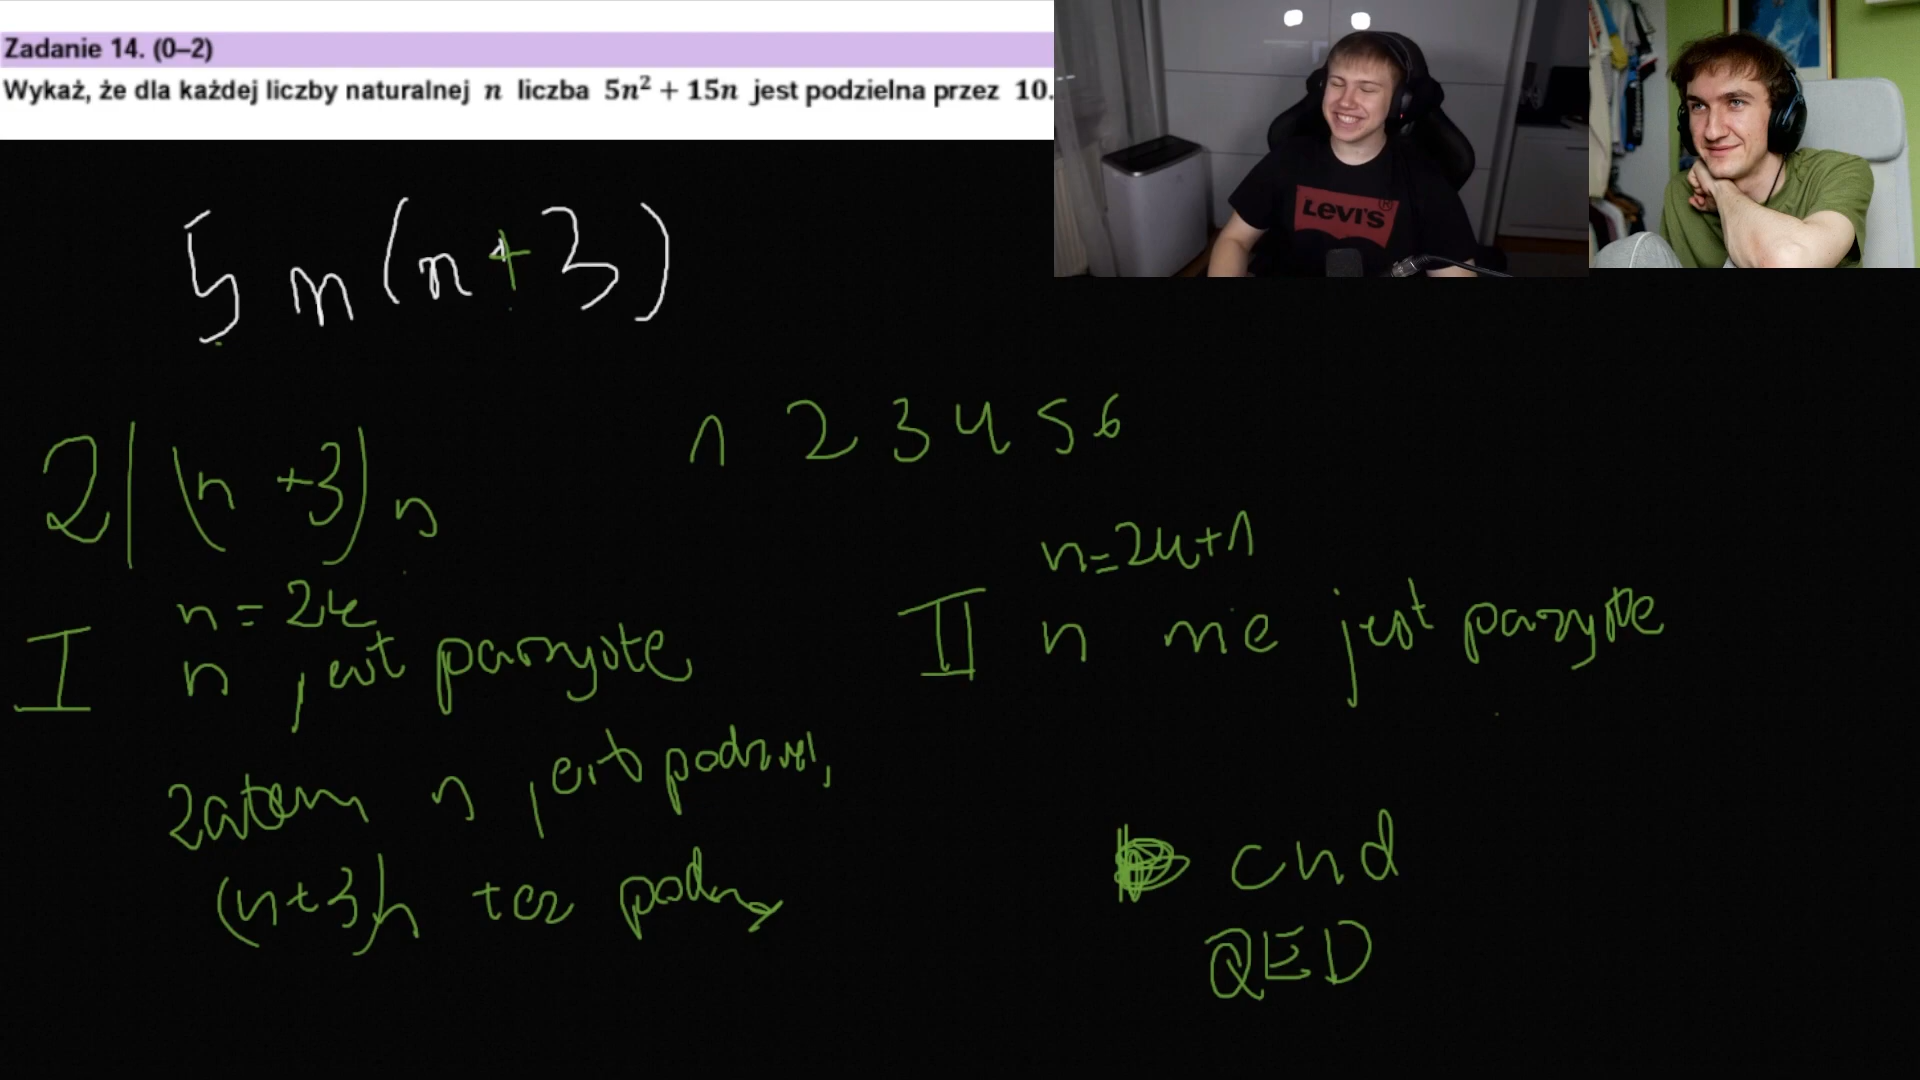 Zadanie 14. (0–2)
Wykaż, że dla każdej liczby naturalnej n liczba 5n² + 15n jest podzielna przez 10.
LEVI'S®
5n(n+3)
1 2 3 4 5 6
2|(n+3)n
n=2k+1
n=2k
I n jest parzyste
II n nie jest parzyste
zatem n jest podziel,
(n+3)n też podz
cnd
QED